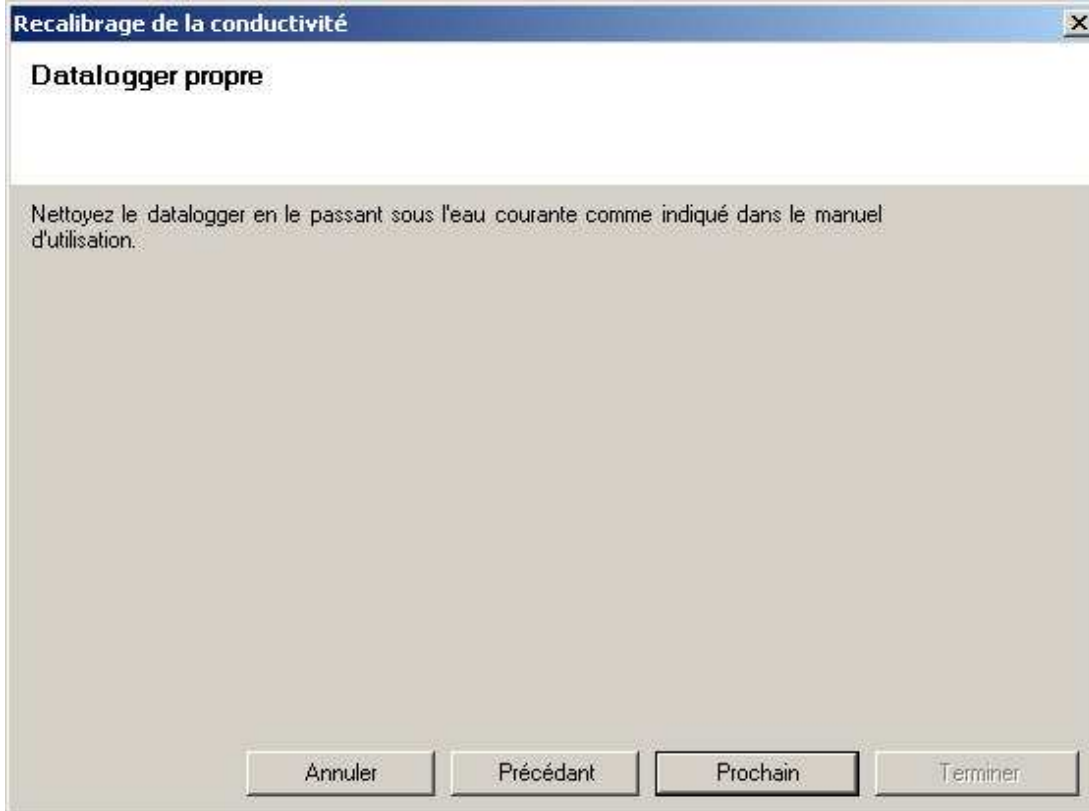 Recalibrage de la conductivité
Datalogger propre
Nettoyez le datalogger en le passant sous l'eau courante comme indiqué dans le manuel
d'utilisation.
Annuler
Précédant
Prochain
Terminer